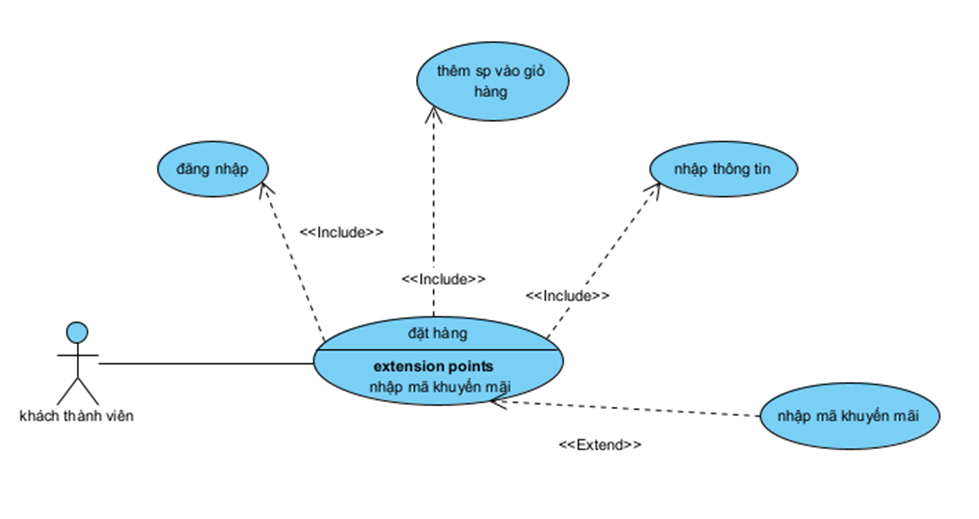 thêm sp vào giỏ
hàng
đăng nhập
nhập thông tin
<<Include>>
<<Include>>
<<Include>>
đặt hàng
extension points
nhập mã khuyến mãi
khách thành viên
nhập mã khuyến mãi
<<Extend>>